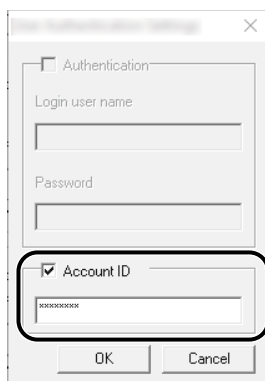 Authentication
Login user name
Password
Account ID
xxxxxxxx
OK Cancel